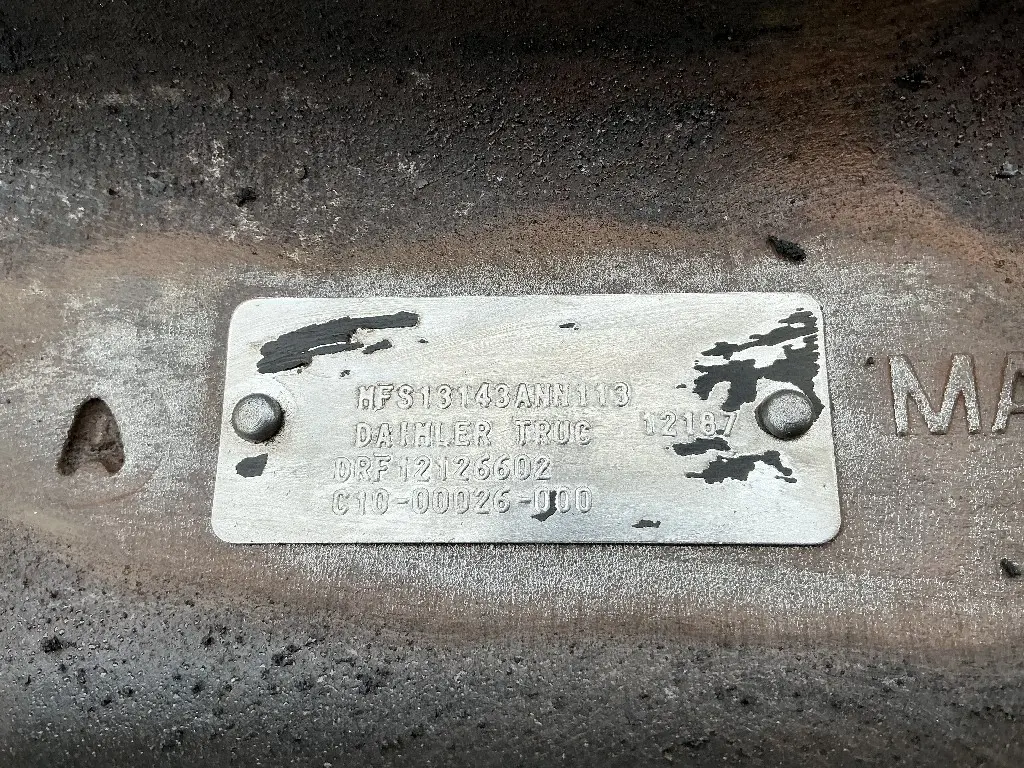 MFS13143ANN113
DAIMLER TRUC 12187
DRF12126602
C10-00026-000
A
MA